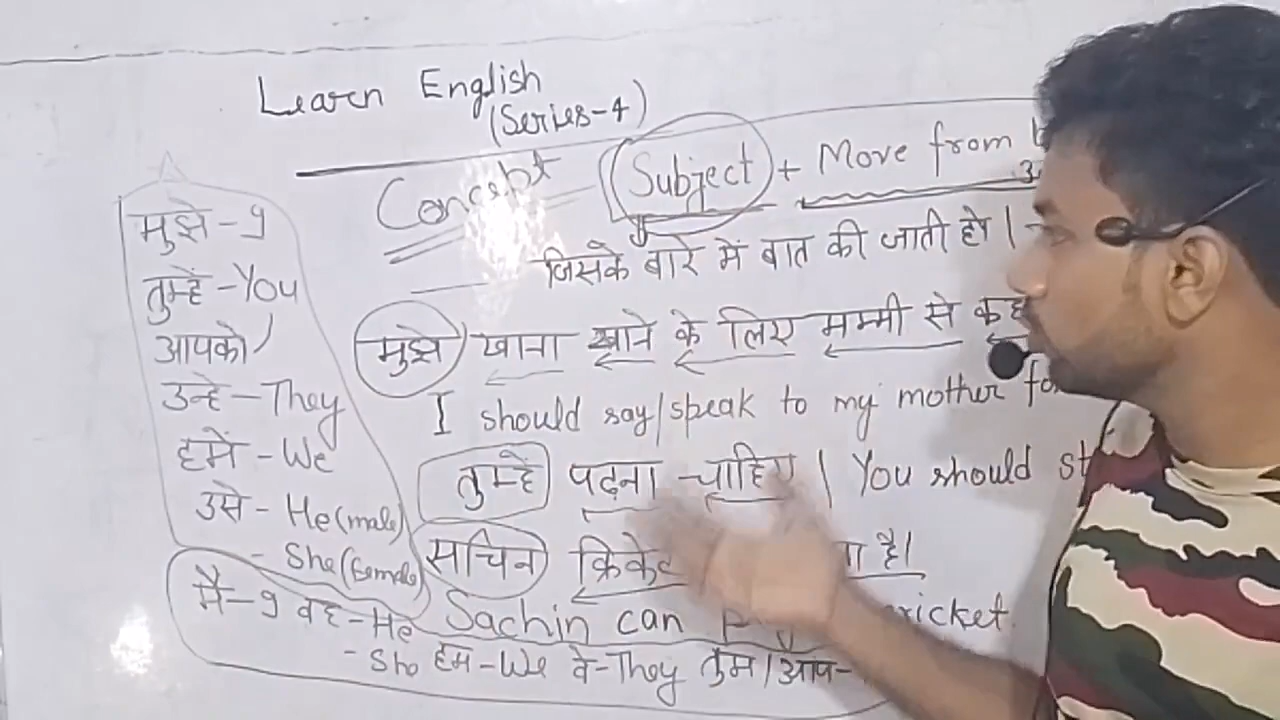 Learn English
(Series-4)
Concept
Subject + Move from
जिसके बारे में बात की जाती हो।
मुझे खाना खाने के लिए मम्मी से
I should say/speak to my mother
तुम्हें पढ़ना चाहिए। You should
सचिन है।
Sachin can cricket.
मुझे - I
तुम्हें - You
आपको
उन्हे - They
हमें - We
उसे - He (male)
- She (female)
मैं - I वह - He
- She हम - We वे - They तुम/आप -